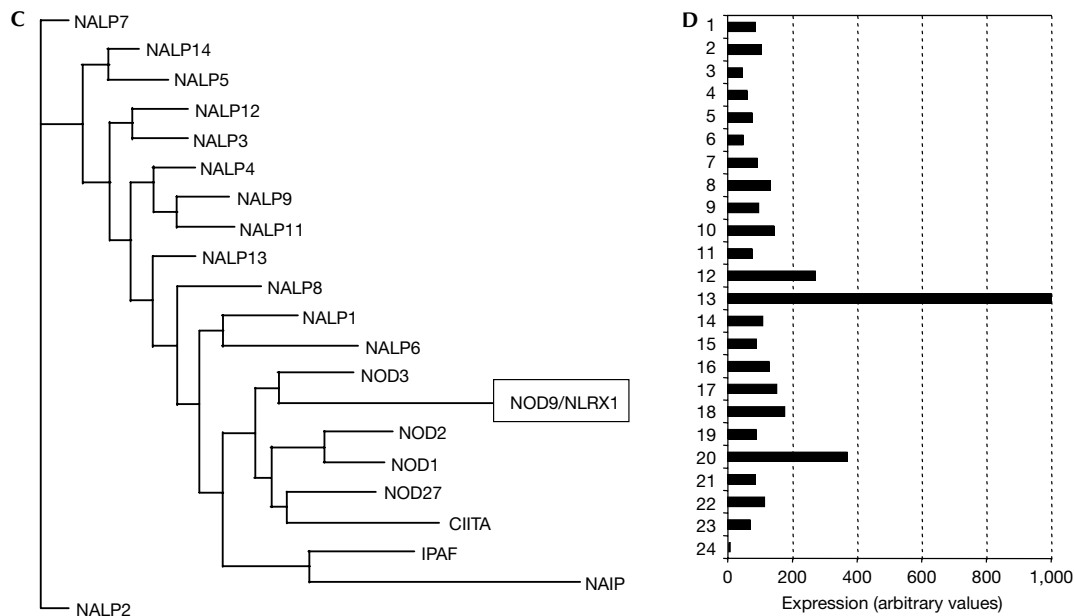 C
NALP7
NALP14
NALP5
NALP12
NALP3
NALP4
NALP9
NALP11
NALP13
NALP8
NALP1
NALP6
NOD3
NOD9/NLRX1
NOD2
NOD1
NOD27
CIITA
IPAF
NAIP
NALP2
D
1
2
3
4
5
6
7
8
9
10
11
12
13
14
15
16
17
18
19
20
21
22
23
24
0 200 400 600 800 1,000
Expression (arbitrary values)